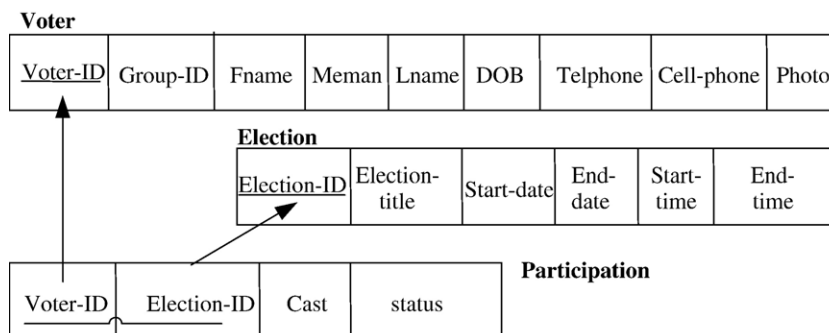 Voter
Voter-ID Group-ID Fname Meman Lname DOB Telphone Cell-phone Photo
Election
Election-ID Election-title Start-date End-date Start-time End-time
Participation
Voter-ID Election-ID Cast status